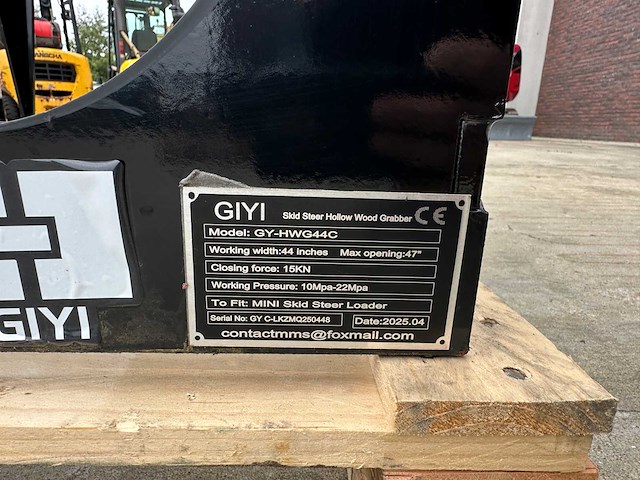 GIYI Skid Steer Hollow Wood Grabber CE
Model: GY-HWG44C
Working width:44 inches Max opening:47"
Closing force: 15KN
Working Pressure: 10Mpa-22Mpa
To Fit: MINI Skid Steer Loader
Serial No: GY C-LKZMQ250448 Date:2025.04
contactmms@foxmail.com
GIYI